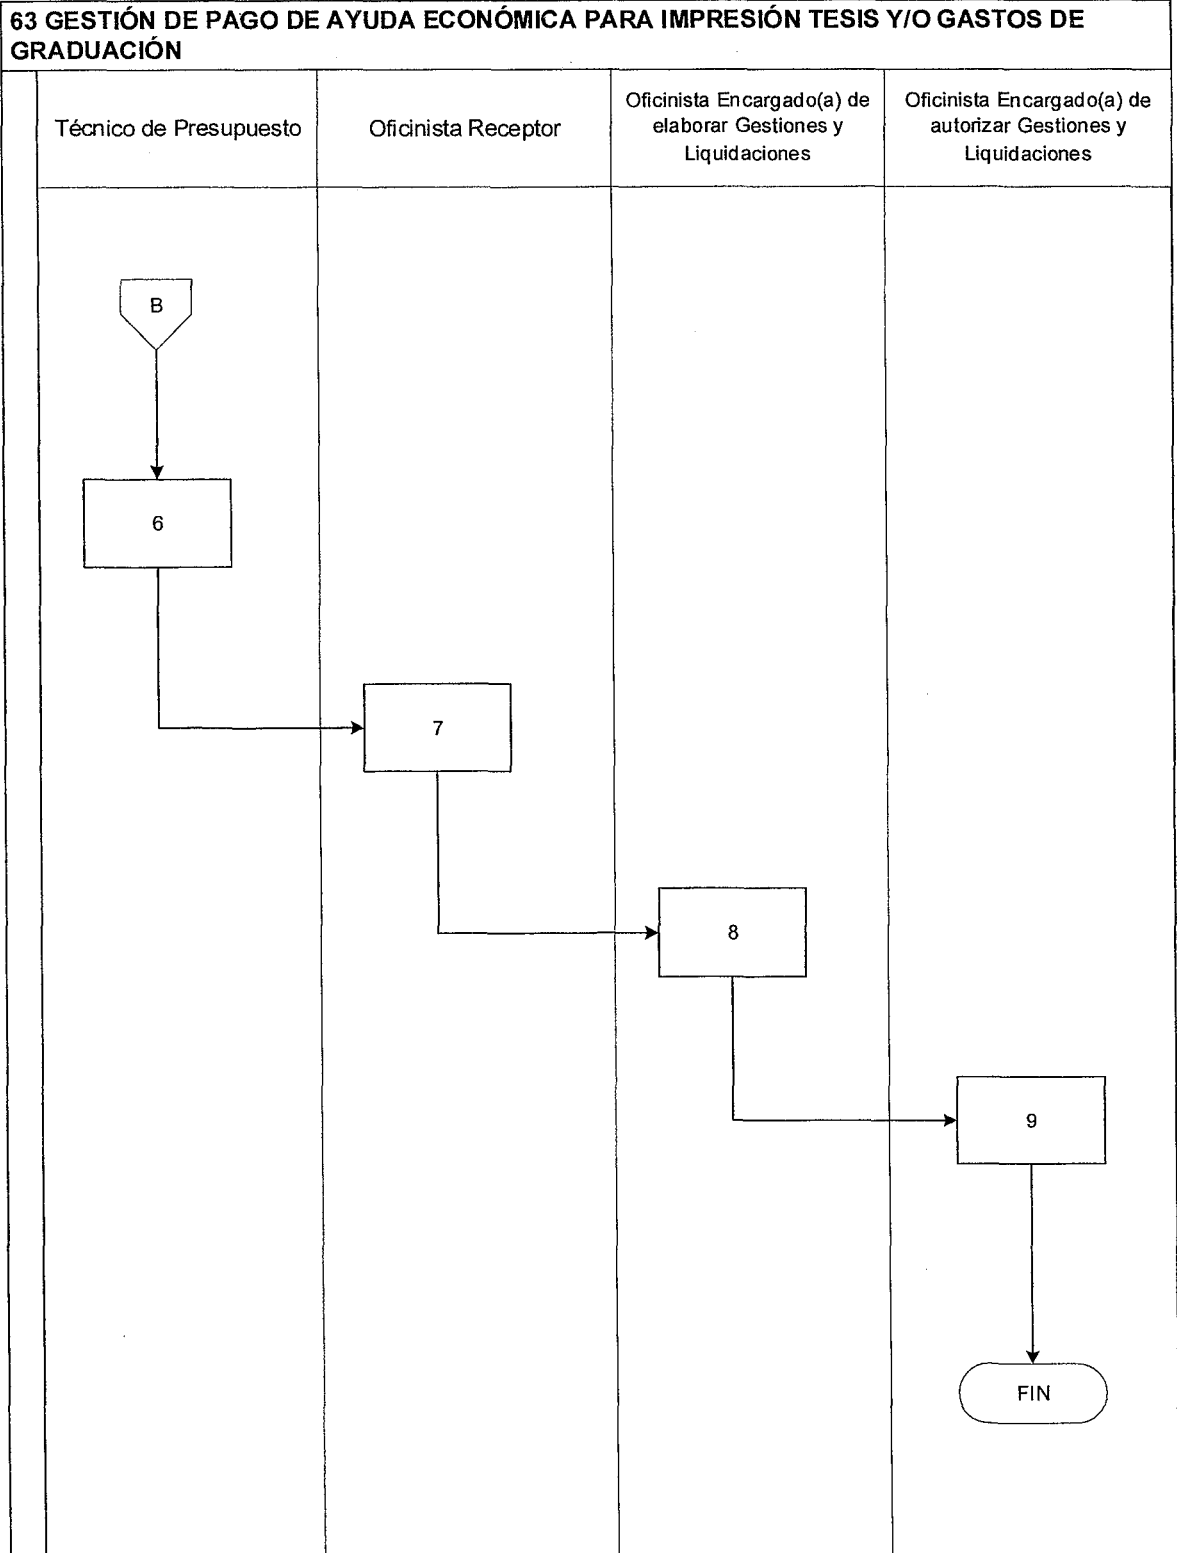 63 GESTIÓN DE PAGO DE AYUDA ECONÓMICA PARA IMPRESIÓN TESIS Y/O GASTOS DE
GRADUACIÓN
Técnico de Presupuesto
Oficinista Receptor
Oficinista Encargado(a) de
elaborar Gestiones y
Liquidaciones
Oficinista Encargado(a) de
autorizar Gestiones y
Liquidaciones
B
6
7
8
9
FIN